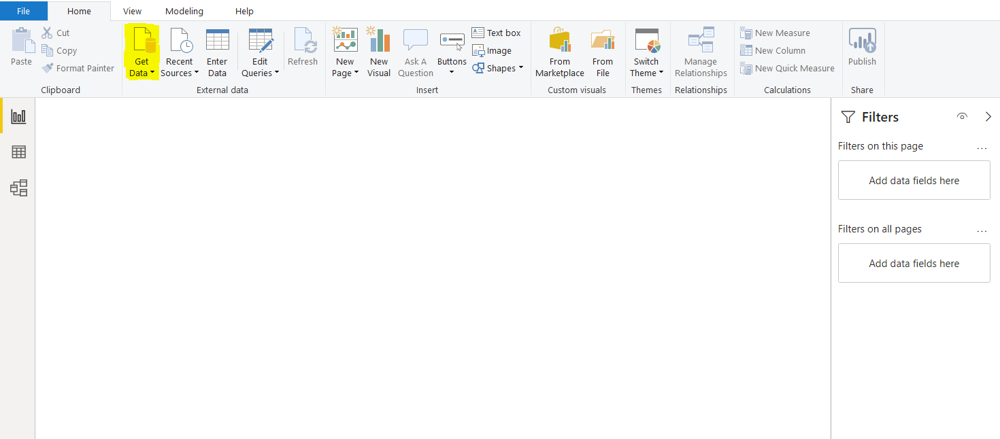 File Home View Modeling Help
Paste
Cut
Copy
Format Painter
Clipboard
Get
Data
Recent
Sources
Enter
Data
Edit
Queries
Refresh
External data
New
Page
New
Visual
Ask A
Question
Buttons
Text box
Image
Shapes
Insert
From
Marketplace
From
File
Custom visuals
Switch
Theme
Themes
Manage
Relationships
Relationships
New Measure
New Column
New Quick Measure
Calculations
Publish
Share
Filters
Filters on this page ...
Add data fields here
Filters on all pages ...
Add data fields here